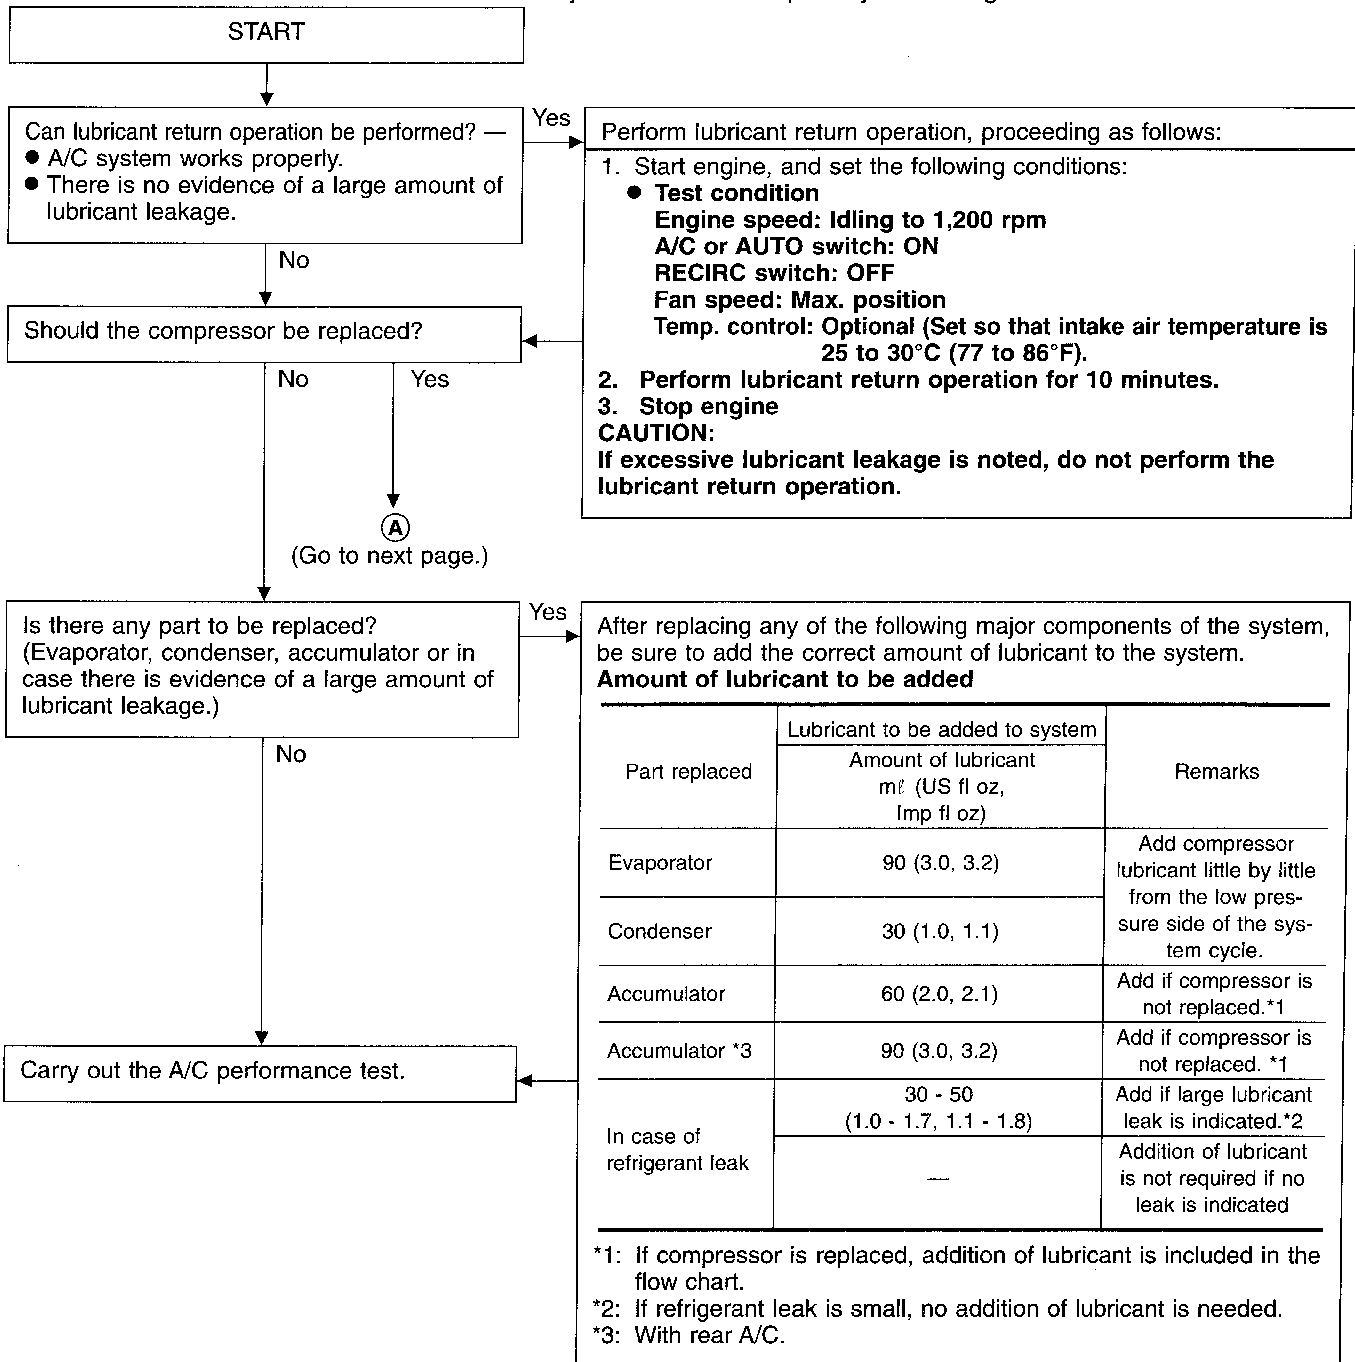 START
Can lubricant return operation be performed? —
● A/C system works properly.
● There is no evidence of a large amount of
lubricant leakage.
Yes
Perform lubricant return operation, proceeding as follows:
1. Start engine, and set the following conditions:
● Test condition
Engine speed: Idling to 1,200 rpm
A/C or AUTO switch: ON
RECIRC switch: OFF
Fan speed: Max. position
Temp. control: Optional (Set so that intake air temperature is
25 to 30°C (77 to 86°F).
2. Perform lubricant return operation for 10 minutes.
3. Stop engine
CAUTION:
If excessive lubricant leakage is noted, do not perform the
lubricant return operation.
No
Should the compressor be replaced?
No
Yes
A
(Go to next page.)
Is there any part to be replaced?
(Evaporator, condenser, accumulator or in
case there is evidence of a large amount of
lubricant leakage.)
Yes
After replacing any of the following major components of the system,
be sure to add the correct amount of lubricant to the system.
Amount of lubricant to be added
Part replaced
Lubricant to be added to system
Amount of lubricant
mℓ (US fl oz,
Imp fl oz)
Remarks
Evaporator
90 (3.0, 3.2)
Add compressor
lubricant little by little
from the low pres-
sure side of the sys-
tem cycle.
Condenser
30 (1.0, 1.1)
Accumulator
60 (2.0, 2.1)
Add if compressor is
not replaced.*1
Accumulator *3
90 (3.0, 3.2)
Add if compressor is
not replaced. *1
In case of
refrigerant leak
30 - 50
(1.0 - 1.7, 1.1 - 1.8)
Add if large lubricant
leak is indicated.*2
—
Addition of lubricant
is not required if no
leak is indicated
*1: If compressor is replaced, addition of lubricant is included in the
flow chart.
*2: If refrigerant leak is small, no addition of lubricant is needed.
*3: With rear A/C.
No
Carry out the A/C performance test.